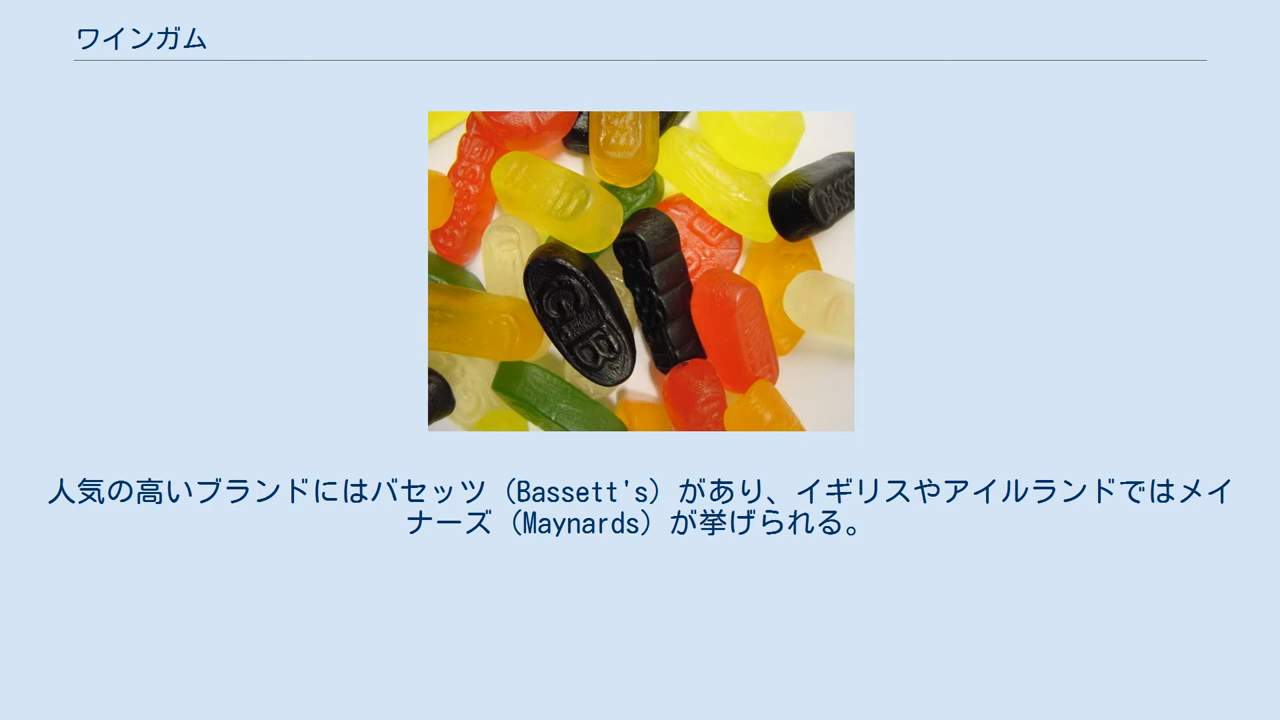 ワインガム
GB
人気の高いブランドにはバセッツ（Bassett's）があり、イギリスやアイルランドではメイ
ナーズ（Maynards）が挙げられる。